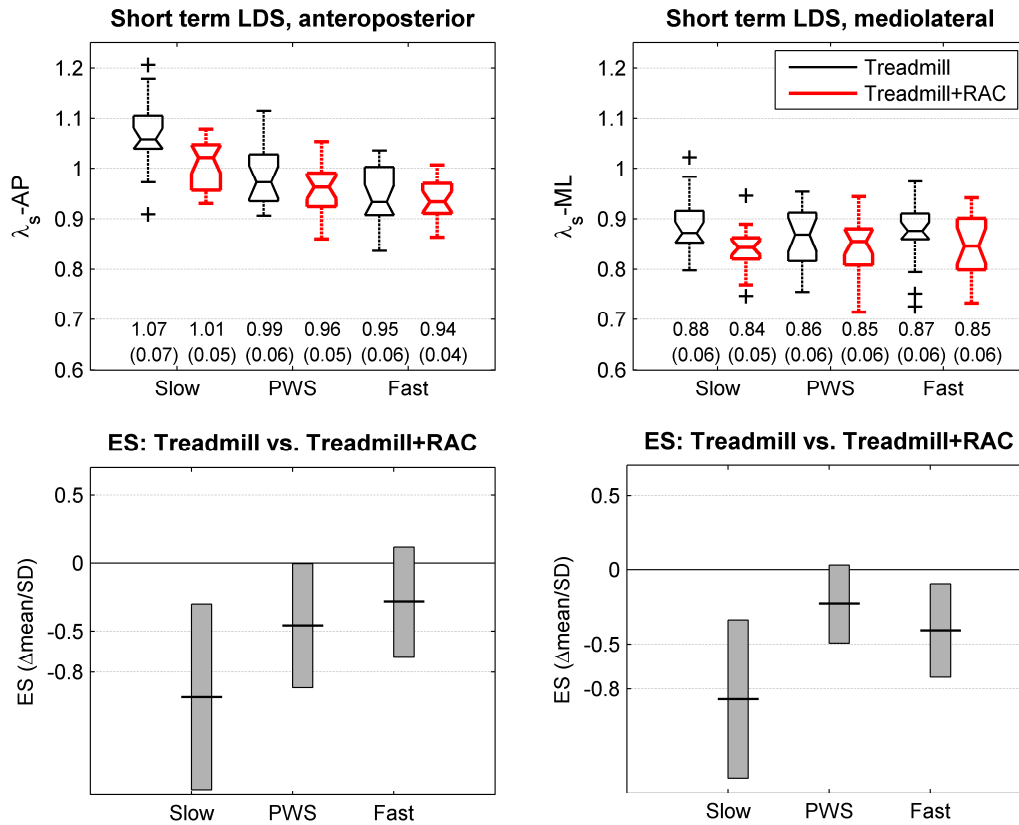 Short term LDS, anteroposterior
1.2
1.1
1
0.9
0.8
0.7
0.6
λs-AP
1.07 1.01 0.99 0.96 0.95 0.94
(0.07) (0.05) (0.06) (0.05) (0.06) (0.04)
Slow PWS Fast
Short term LDS, mediolateral
Treadmill
Treadmill+RAC
1.2
1.1
1
0.9
0.8
0.7
0.6
λs-ML
0.88 0.84 0.86 0.85 0.87 0.85
(0.06) (0.05) (0.06) (0.06) (0.06) (0.06)
Slow PWS Fast
ES: Treadmill vs. Treadmill+RAC
0.5
0
-0.5
-0.8
ES (Δmean/SD)
Slow PWS Fast
ES: Treadmill vs. Treadmill+RAC
0.5
0
-0.5
-0.8
ES (Δmean/SD)
Slow PWS Fast